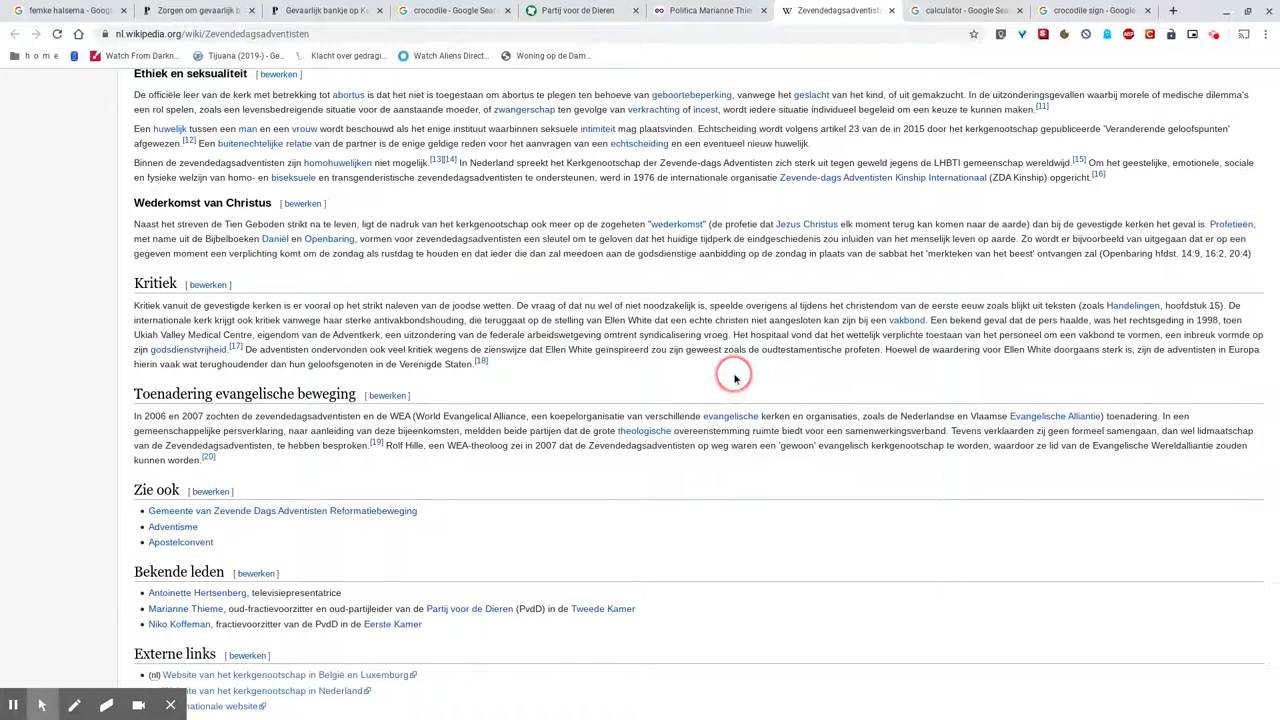 femke halsema - Goog
Zorgen om gevaarlijk b
Gevaarlijk bankje op K
crocodile - Google Sear
Partij voor de Dieren
Politica Marianne Thie
Zevendedagsadventist
calculator - Google Sea
crocodile sign - Google
nl.wikipedia.org/wiki/Zevendedagsadventisten
h o m e
Watch From Darkn...
Tijuana (2019-) - Ge...
Klacht over gedragi...
Watch Aliens Direct...
Woning op de Dam...
Ethiek en seksualiteit [ bewerken ]
De officiële leer van de kerk met betrekking tot abortus is dat het niet is toegestaan om abortus te plegen ten behoeve van geboortebeperking, vanwege het geslacht van het kind, of uit gemakzucht. In de uitzonderingsgevallen waarbij morele of medische dilemma's
een rol spelen, zoals een levensbedreigende situatie voor de aanstaande moeder, of zwangerschap ten gevolge van verkrachting of incest, wordt iedere situatie individueel begeleid om een keuze te kunnen maken.[11]
Een huwelijk tussen een man en een vrouw wordt beschouwd als het enige instituut waarbinnen seksuele intimiteit mag plaatsvinden. Echtscheiding wordt volgens artikel 23 van de in 2015 door het kerkgenootschap gepubliceerde 'Veranderende geloofspunten'
afgewezen.[12] Een buitenechtelijke relatie van de partner is de enige geldige reden voor het aanvragen van een echtscheiding en een eventueel nieuw huwelijk.
Binnen de zevendedagsadventisten zijn homohuwelijken niet mogelijk.[13][14] In Nederland spreekt het Kerkgenootschap der Zevende-dags Adventisten zich sterk uit tegen geweld jegens de LHBTI gemeenschap wereldwijd.[15] Om het geestelijke, emotionele, sociale
en fysieke welzijn van homo- en biseksuele en transgenderistische zevendedagsadventisten te ondersteunen, werd in 1976 de internationale organisatie Zevende-dags Adventisten Kinship Internationaal (ZDA Kinship) opgericht.[16]
Wederkomst van Christus [ bewerken ]
Naast het streven de Tien Geboden strikt na te leven, ligt de nadruk van het kerkgenootschap ook meer op de zogeheten "wederkomst" (de profetie dat Jezus Christus elk moment terug kan komen naar de aarde) dan bij de gevestigde kerken het geval is. Profetieën,
met name uit de Bijbelboeken Daniël en Openbaring, vormen voor zevendedagsadventisten een sleutel om te geloven dat het huidige tijdperk de eindgeschiedenis zou inluiden van het menselijk leven op aarde. Zo wordt er bijvoorbeeld van uitgegaan dat er op een
gegeven moment een verplichting komt om de zondag als rustdag te houden en dat ieder die dan zal meedoen aan de godsdienstige aanbidding op de zondag in plaats van de sabbat het 'merkteken van het beest' ontvangen zal (Openbaring hfdst. 14:9, 16:2, 20:4)
Kritiek [ bewerken ]
Kritiek vanuit de gevestigde kerken is er vooral op het strikt naleven van de joodse wetten. De vraag of dat nu wel of niet noodzakelijk is, speelde overigens al tijdens het christendom van de eerste eeuw zoals blijkt uit teksten (zoals Handelingen, hoofdstuk 15). De
internationale kerk krijgt ook kritiek vanwege haar sterke antivakbondshouding, die teruggaat op de stelling van Ellen White dat een echte christen niet aangesloten kan zijn bij een vakbond. Een bekend geval dat de pers haalde, was het rechtsgeding in 1998, toen
Ukiah Valley Medical Centre, eigendom van de Adventkerk, een uitzondering van de federale arbeidswetgeving omtrent syndicalisering vroeg. Het hospitaal vond dat het wettelijk verplichte toestaan van het personeel om een vakbond te vormen, een inbreuk vormde op
zijn godsdienstvrijheid.[17] De adventisten ondervonden ook veel kritiek wegens de zienswijze dat Ellen White geïnspireerd zou zijn geweest zoals de oudtestamentische profeten. Hoewel de waardering voor Ellen White doorgaans sterk is, zijn de adventisten in Europa
hierin vaak wat terughoudender dan hun geloofsgenoten in de Verenigde Staten.[18]
Toenadering evangelische beweging [ bewerken ]
In 2006 en 2007 zochten de zevendedagsadventisten en de WEA (World Evangelical Alliance, een koepelorganisatie van verschillende evangelische kerken en organisaties, zoals de Nederlandse en Vlaamse Evangelische Alliantie) toenadering. In een
gemeenschappelijke persverklaring, naar aanleiding van deze bijeenkomsten, meldden beide partijen dat de grote theologische overeenstemming ruimte biedt voor een samenwerkingsverband. Tevens verklaarden zij geen formeel samengaan, dan wel lidmaatschap
van de Zevendedagsadventisten, te hebben besproken.[19] Rolf Hille, een WEA-theoloog zei in 2007 dat de Zevendedagsadventisten op weg waren een 'gewoon' evangelisch kerkgenootschap te worden, waardoor ze lid van de Evangelische Wereldalliantie zouden
kunnen worden.[20]
Zie ook [ bewerken ]
Gemeente van Zevende Dags Adventisten Reformatiebeweging
Adventisme
Apostelconvent
Bekende leden [ bewerken ]
Antoinette Hertsenberg, televisiepresentatrice
Marianne Thieme, oud-fractievoorzitter en oud-partijleider van de Partij voor de Dieren (PvdD) in de Tweede Kamer
Niko Koffeman, fractievoorzitter van de PvdD in de Eerste Kamer
Externe links [ bewerken ]
(nl) Website van het kerkgenootschap in België en Luxemburg
site van het kerkgenootschap in Nederland
nationale website